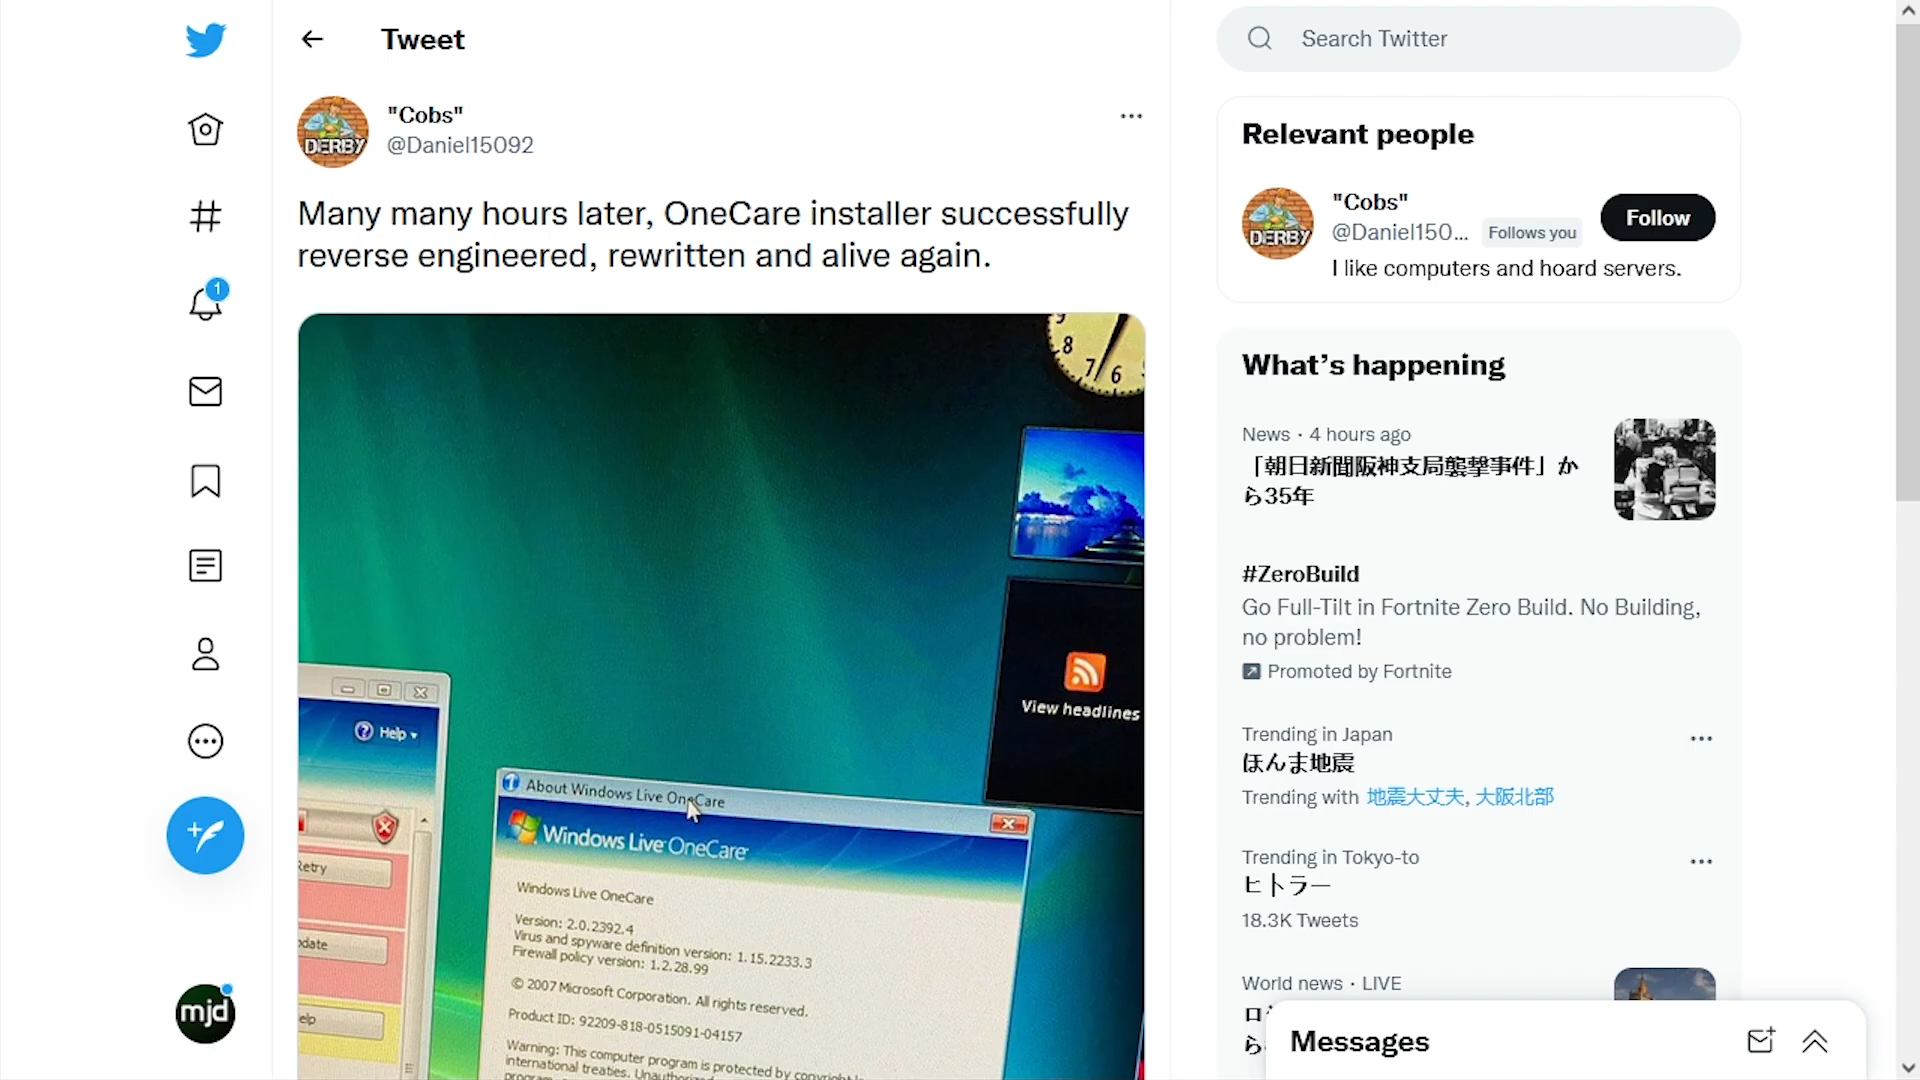 Tweet
"Cobs"
@Daniel15092
Many many hours later, OneCare installer successfully
reverse engineered, rewritten and alive again.
DERBY
1
9
8
7 6
View headlines
Help
Retry
About Windows Live OneCare
Windows Live OneCare
Windows Live OneCare
Version: 2.0.2392.4
Virus and spyware definition version: 1.15.2233.3
Firewall policy version: 1.2.28.99
© 2007 Microsoft Corporation. All rights reserved.
Product ID: 92209-818-0515091-04157
Warning: This computer program is protected by copyright
international treaties.
mjd
Search Twitter
Relevant people
"Cobs"
@Daniel150... Follows you
Follow
I like computers and hoard servers.
DERBY
What's happening
News · 4 hours ago
「朝日新聞阪神支局襲撃事件」か
ら35年
#ZeroBuild
Go Full-Tilt in Fortnite Zero Build. No Building,
no problem!
Promoted by Fortnite
Trending in Japan
ほんま地震
Trending with 地震大丈夫, 大阪北部
Trending in Tokyo-to
ヒトラー
18.3K Tweets
World news · LIVE
Messages